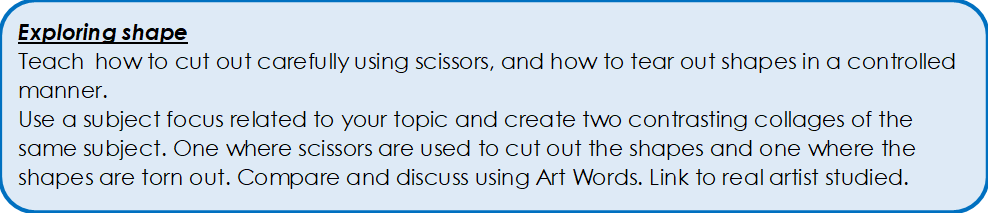 Exploring shape
Teach how to cut out carefully using scissors, and how to tear out shapes in a controlled
manner.
Use a subject focus related to your topic and create two contrasting collages of the
same subject. One where scissors are used to cut out the shapes and one where the
shapes are torn out. Compare and discuss using Art Words. Link to real artist studied.